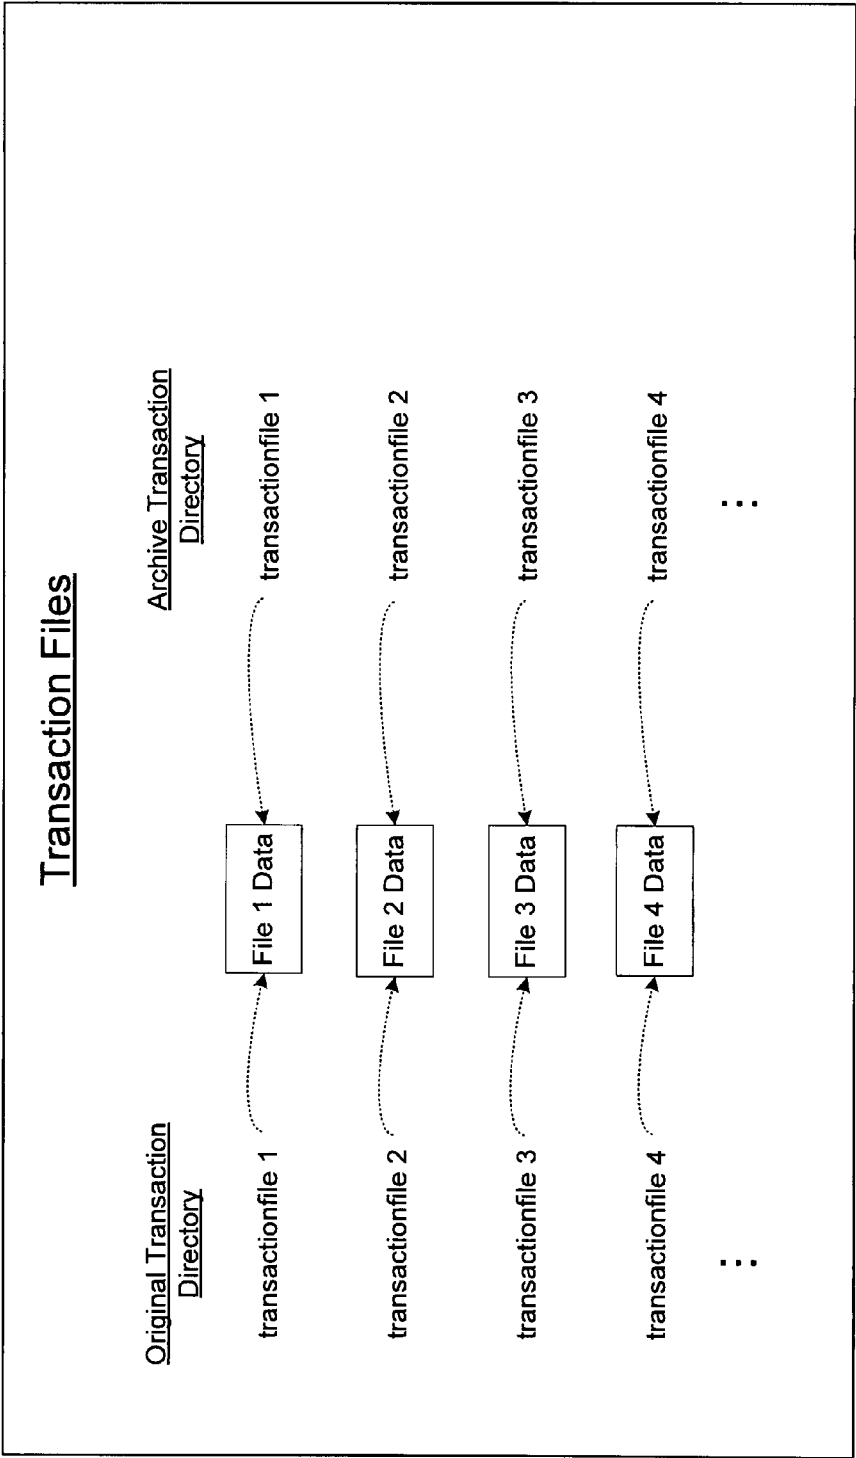 Transaction Files
Original Transaction
Directory
Archive Transaction
Directory
transactionfile 1
File 1 Data
transactionfile 1
transactionfile 2
File 2 Data
transactionfile 2
transactionfile 3
File 3 Data
transactionfile 3
transactionfile 4
File 4 Data
transactionfile 4
... 
...